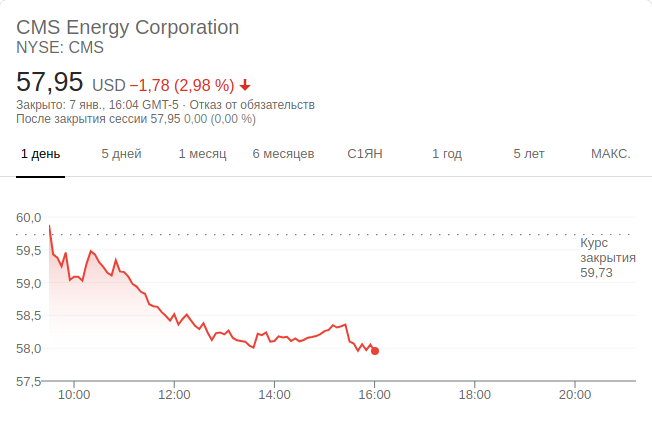 CMS Energy Corporation
NYSE: CMS
57,95 USD −1,78 (2,98 %)
Закрыто: 7 янв., 16:04 GMT-5 · Отказ от обязательств
После закрытия сессии 57,95 0,00 (0,00 %)
1 день 5 дней 1 месяц 6 месяцев С1ЯН 1 год 5 лет МАКС.
60,0
59,5
59,0
58,5
58,0
57,5
Курс
закрытия
59,73
10:00 12:00 14:00 16:00 18:00 20:00